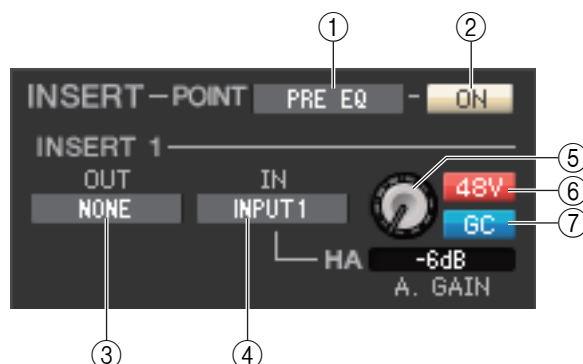 ① ②
INSERT – POINT PRE EQ - ON
INSERT 1
⑤
OUT IN 48V ⑥
NONE INPUT1 GC ⑦
HA -6dB
A. GAIN
③ ④